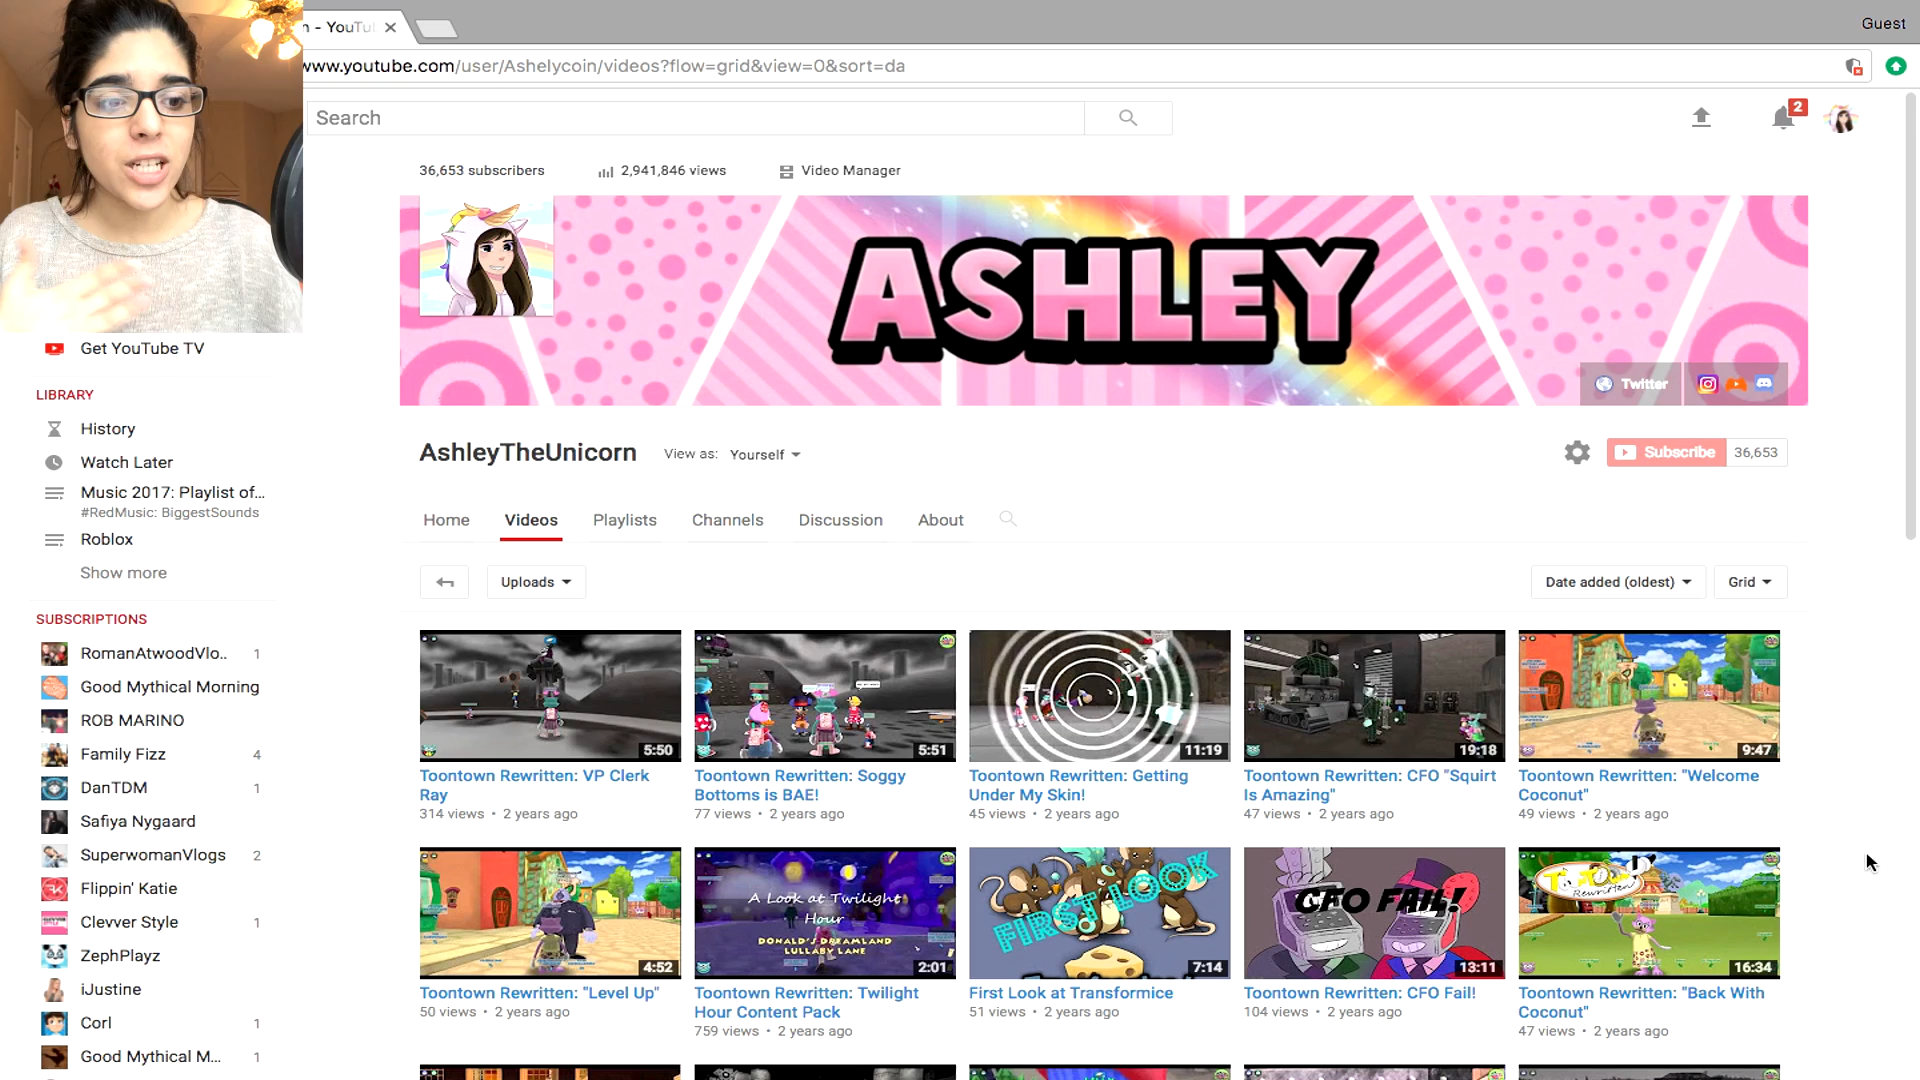 n - YouTu
Guest
www.youtube.com/user/Ashelycoin/videos?flow=grid&view=0&sort=da
Search
2
36,653 subscribers
2,941,846 views
Video Manager
ASHLEY
Twitter
Get YouTube TV
LIBRARY
History
Watch Later
Music 2017: Playlist of...
#RedMusic: BiggestSounds
Roblox
Show more
SUBSCRIPTIONS
RomanAtwoodVlo.. 1
Good Mythical Morning
ROB MARINO
Family Fizz 4
DanTDM 1
Safiya Nygaard
SuperwomanVlogs 2
Flippin' Katie
Clevver Style 1
ZephPlayz
iJustine
Corl 1
Good Mythical M... 1
AshleyTheUnicorn
View as: Yourself
Subscribe 36,653
Home Videos Playlists Channels Discussion About
Uploads
Date added (oldest)
Grid
5:50
5:51
11:19
19:18
9:47
Toontown Rewritten: VP Clerk
Ray
314 views • 2 years ago
Toontown Rewritten: Soggy
Bottoms is BAE!
77 views • 2 years ago
Toontown Rewritten: Getting
Under My Skin!
45 views • 2 years ago
Toontown Rewritten: CFO "Squirt
Is Amazing"
47 views • 2 years ago
Toontown Rewritten: "Welcome
Coconut"
49 views • 2 years ago
4:52
A Look at Twilight
Hour
DONALD'S DREAMLAND
LULLABY LANE
2:01
FIRST LOOK
7:14
CFO FAIL!
13:11
Toontown
Rewritten
16:34
Toontown Rewritten: "Level Up"
50 views • 2 years ago
Toontown Rewritten: Twilight
Hour Content Pack
759 views • 2 years ago
First Look at Transformice
51 views • 2 years ago
Toontown Rewritten: CFO Fail!
104 views • 2 years ago
Toontown Rewritten: "Back With
Coconut"
47 views • 2 years ago